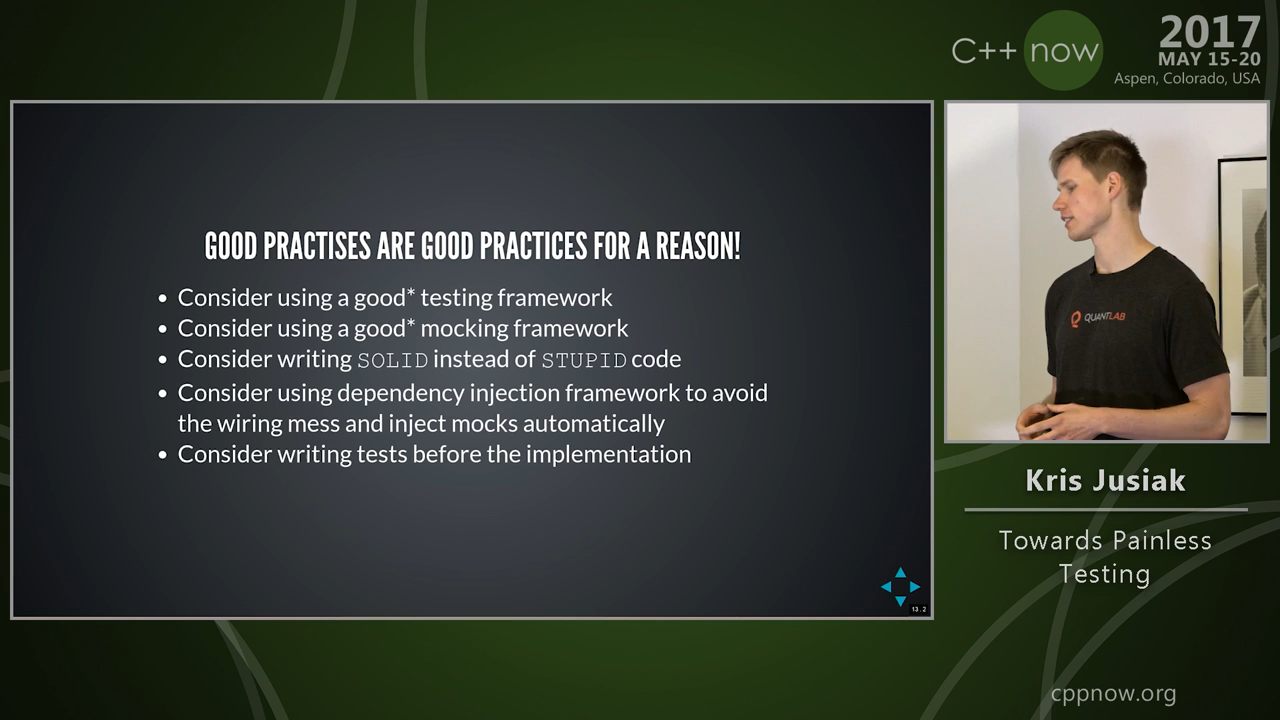 C++ now
2017
MAY 15-20
Aspen, Colorado, USA
GOOD PRACTISES ARE GOOD PRACTICES FOR A REASON!
• Consider using a good* testing framework
• Consider using a good* mocking framework
• Consider writing SOLID instead of STUPID code
• Consider using dependency injection framework to avoid
the wiring mess and inject mocks automatically
• Consider writing tests before the implementation
13.2
QUANTLAB
Kris Jusiak
Towards Painless
Testing
cppnow.org